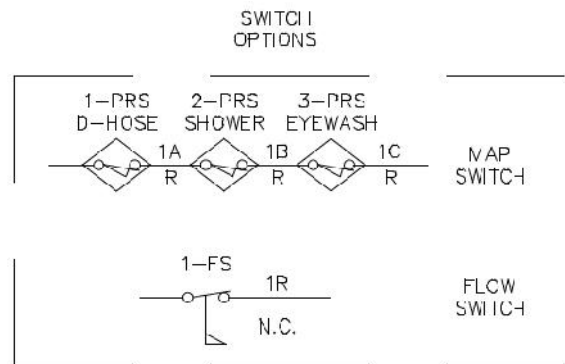 SWITCH
OPTIONS
1-PRS 2-PRS 3-PRS
D-HOSE SHOWER EYEWASH
1A 1B 1C
R R R
MAP
SWITCH
1-FS
1R
N.C.
FLOW
SWITCH